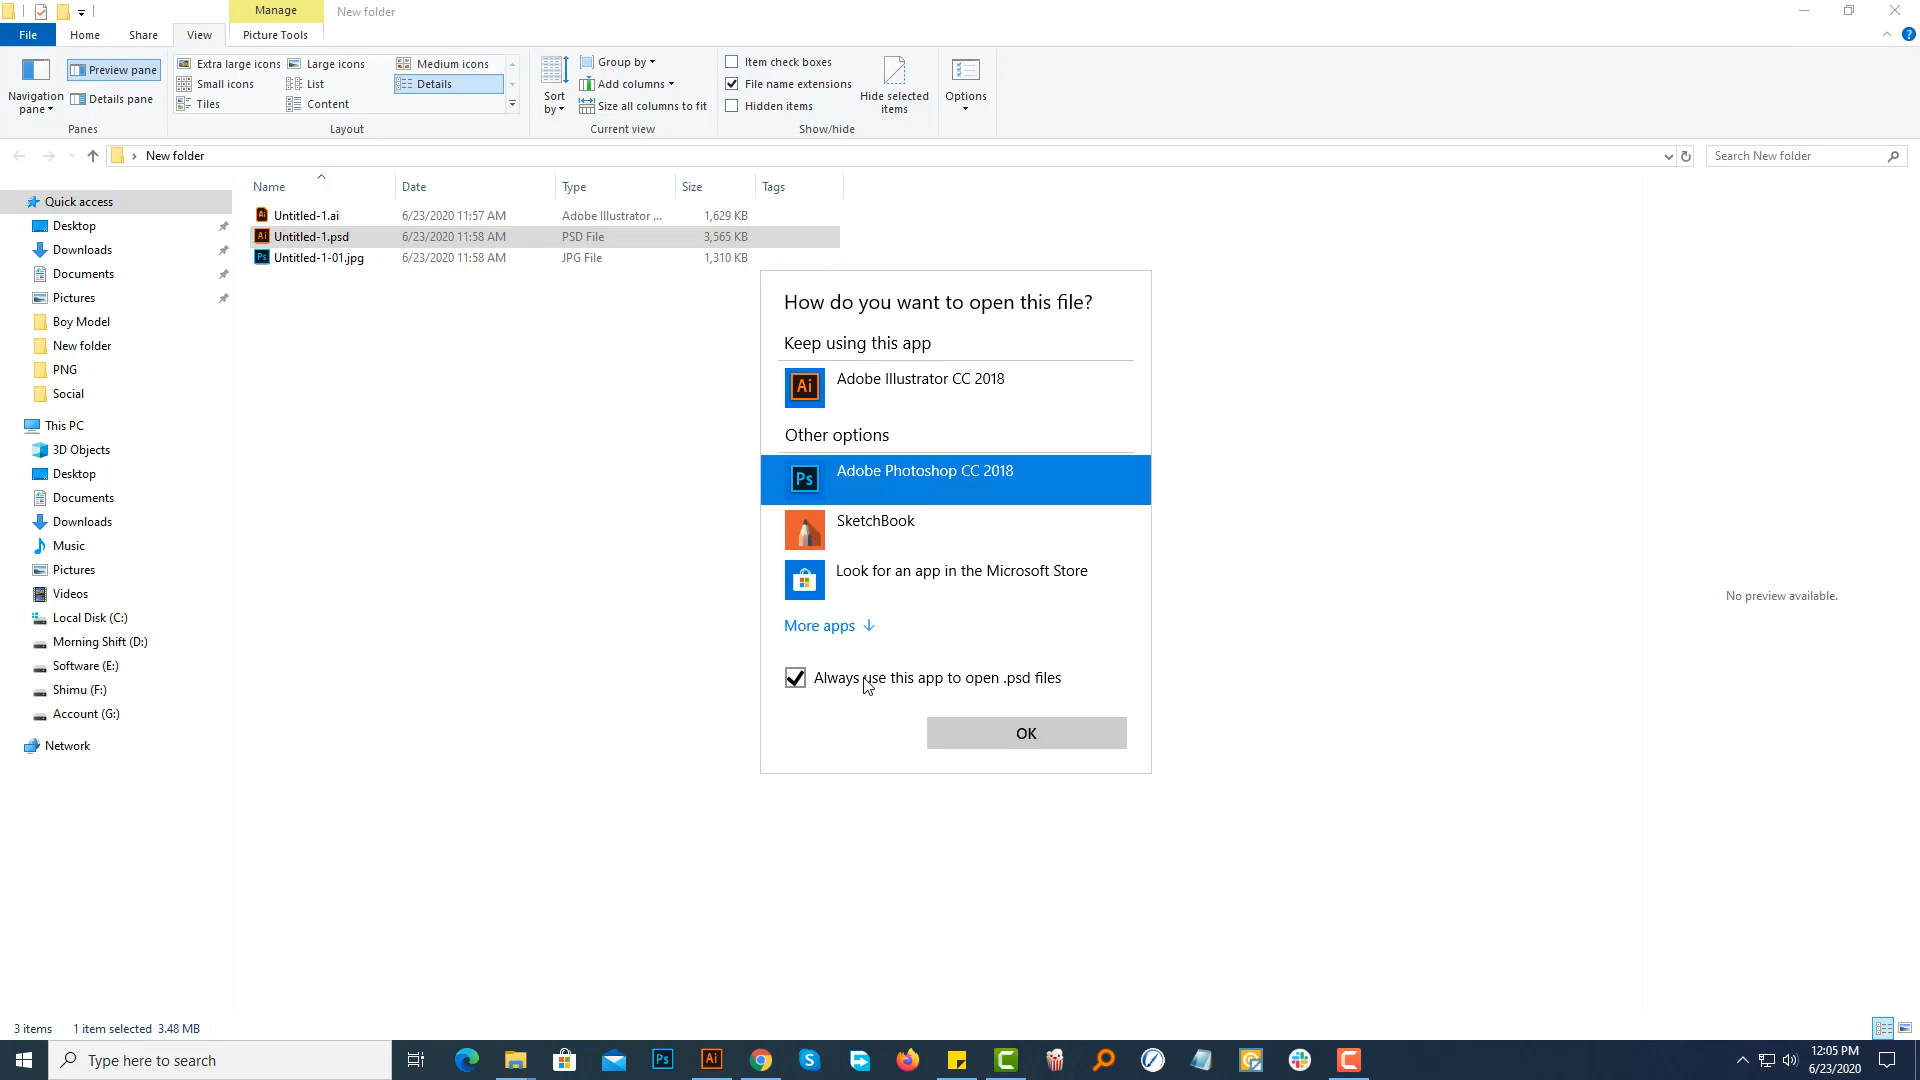 Manage
New folder
File
Home
Share
View
Picture Tools
Navigation pane
Preview pane
Details pane
Panes
Extra large icons
Large icons
Medium icons
Small icons
List
Details
Tiles
Content
Layout
Sort by
Group by
Add columns
Size all columns to fit
Current view
Item check boxes
File name extensions
Hidden items
Hide selected items
Show/hide
Options
New folder
Search New folder
Name
Date
Type
Size
Tags
Untitled-1.ai 6/23/2020 11:57 AM Adobe Illustrator ... 1,629 KB
Untitled-1.psd 6/23/2020 11:58 AM PSD File 3,565 KB
Untitled-1-01.jpg 6/23/2020 11:58 AM JPG File 1,310 KB
Quick access
Desktop
Downloads
Documents
Pictures
Boy Model
New folder
PNG
Social
This PC
3D Objects
Desktop
Documents
Downloads
Music
Pictures
Videos
Local Disk (C:)
Morning Shift (D:)
Software (E:)
Shimu (F:)
Account (G:)
Network
How do you want to open this file?
Keep using this app
Ai
Adobe Illustrator CC 2018
Other options
Ps
Adobe Photoshop CC 2018
SketchBook
Look for an app in the Microsoft Store
More apps
Always use this app to open .psd files
OK
No preview available.
3 items 1 item selected 3.48 MB
Type here to search
Ps
Ai
12:05 PM
6/23/2020